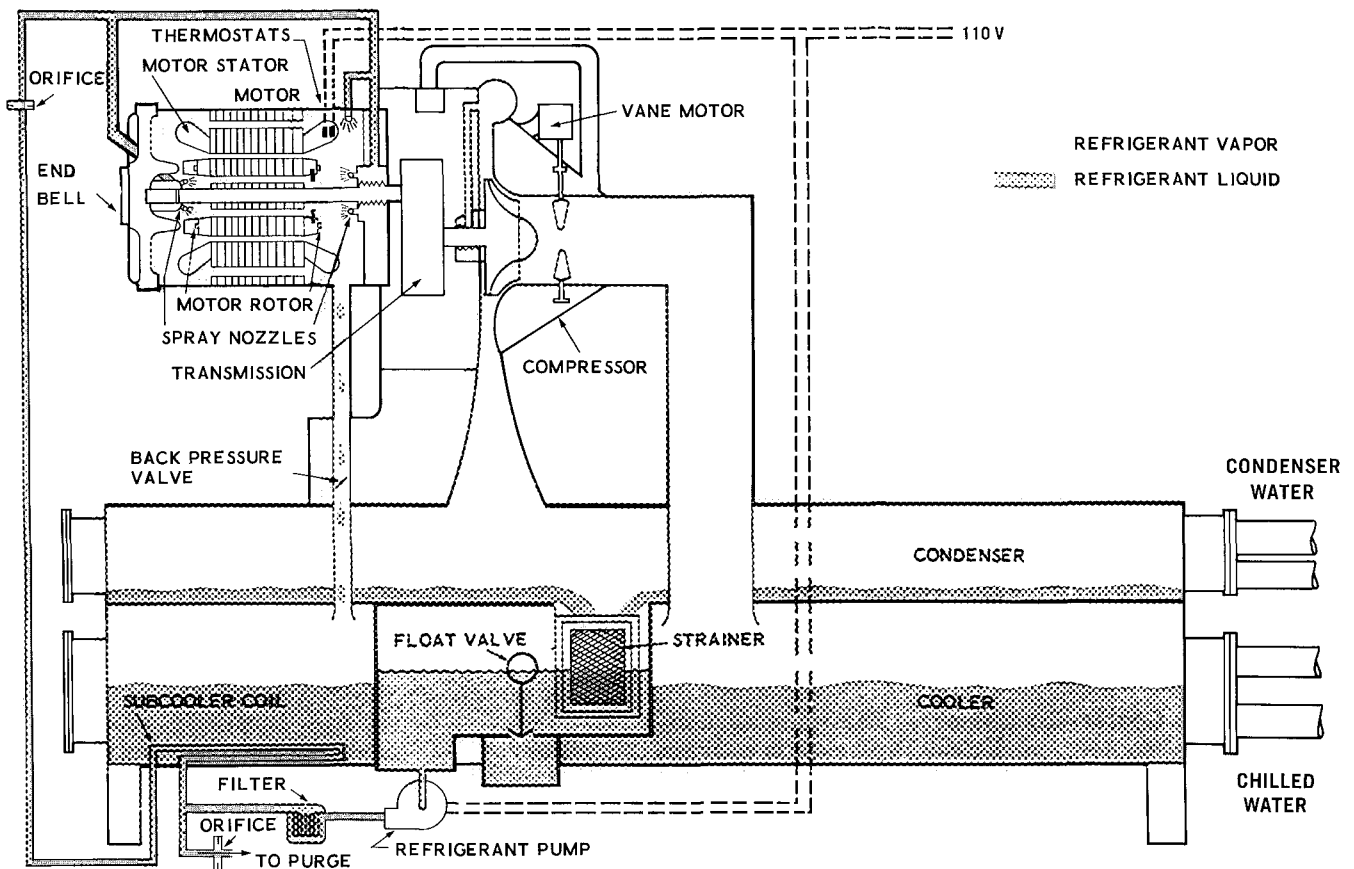 THERMOSTATS
110V
MOTOR STATOR
ORIFICE
MOTOR
VANE MOTOR
REFRIGERANT VAPOR
REFRIGERANT LIQUID
END
BELL
MOTOR ROTOR
SPRAY NOZZLES
TRANSMISSION
COMPRESSOR
BACK PRESSURE
VALVE
CONDENSER
WATER
CONDENSER
FLOAT VALVE
STRAINER
SUBCOOLER COIL
COOLER
FILTER
CHILLED
WATER
ORIFICE
TO PURGE
REFRIGERANT PUMP